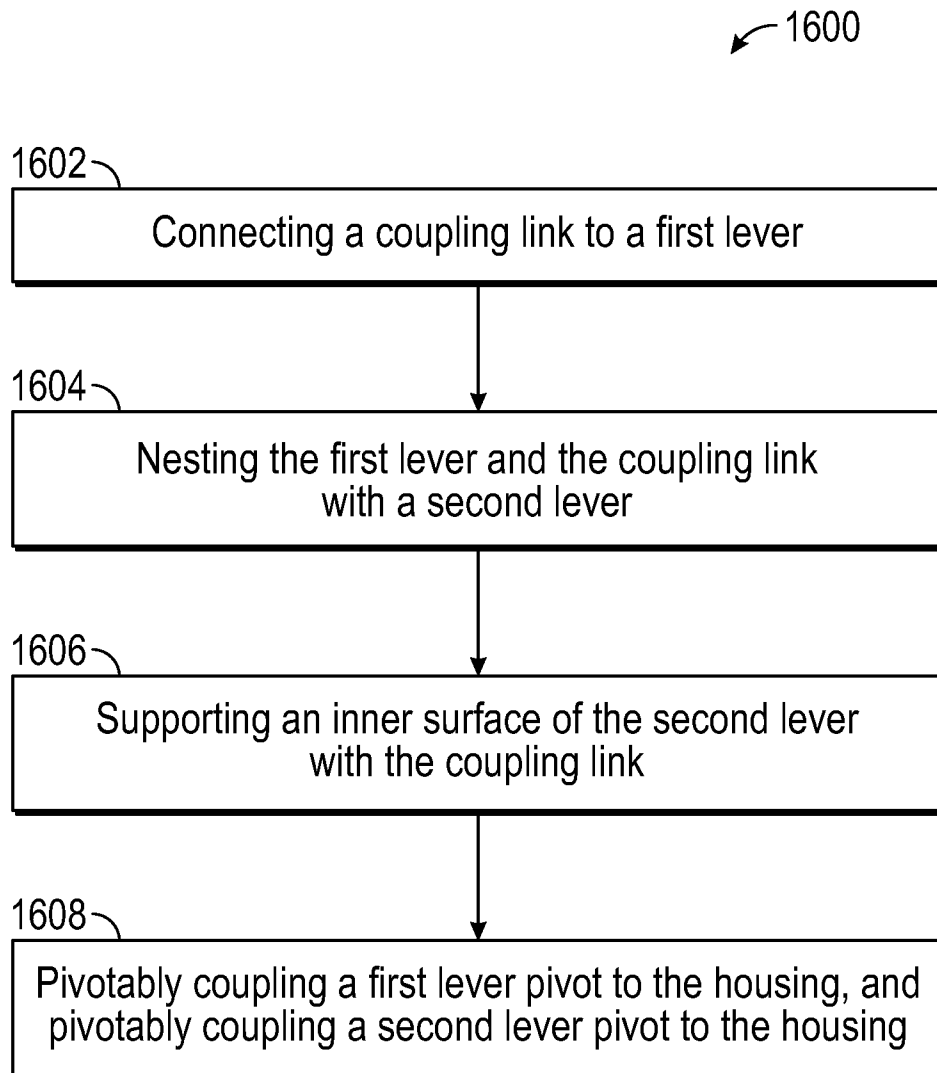 1600
1602
Connecting a coupling link to a first lever
1604
Nesting the first lever and the coupling link
with a second lever
1606
Supporting an inner surface of the second lever
with the coupling link
1608
Pivotably coupling a first lever pivot to the housing, and
pivotably coupling a second lever pivot to the housing